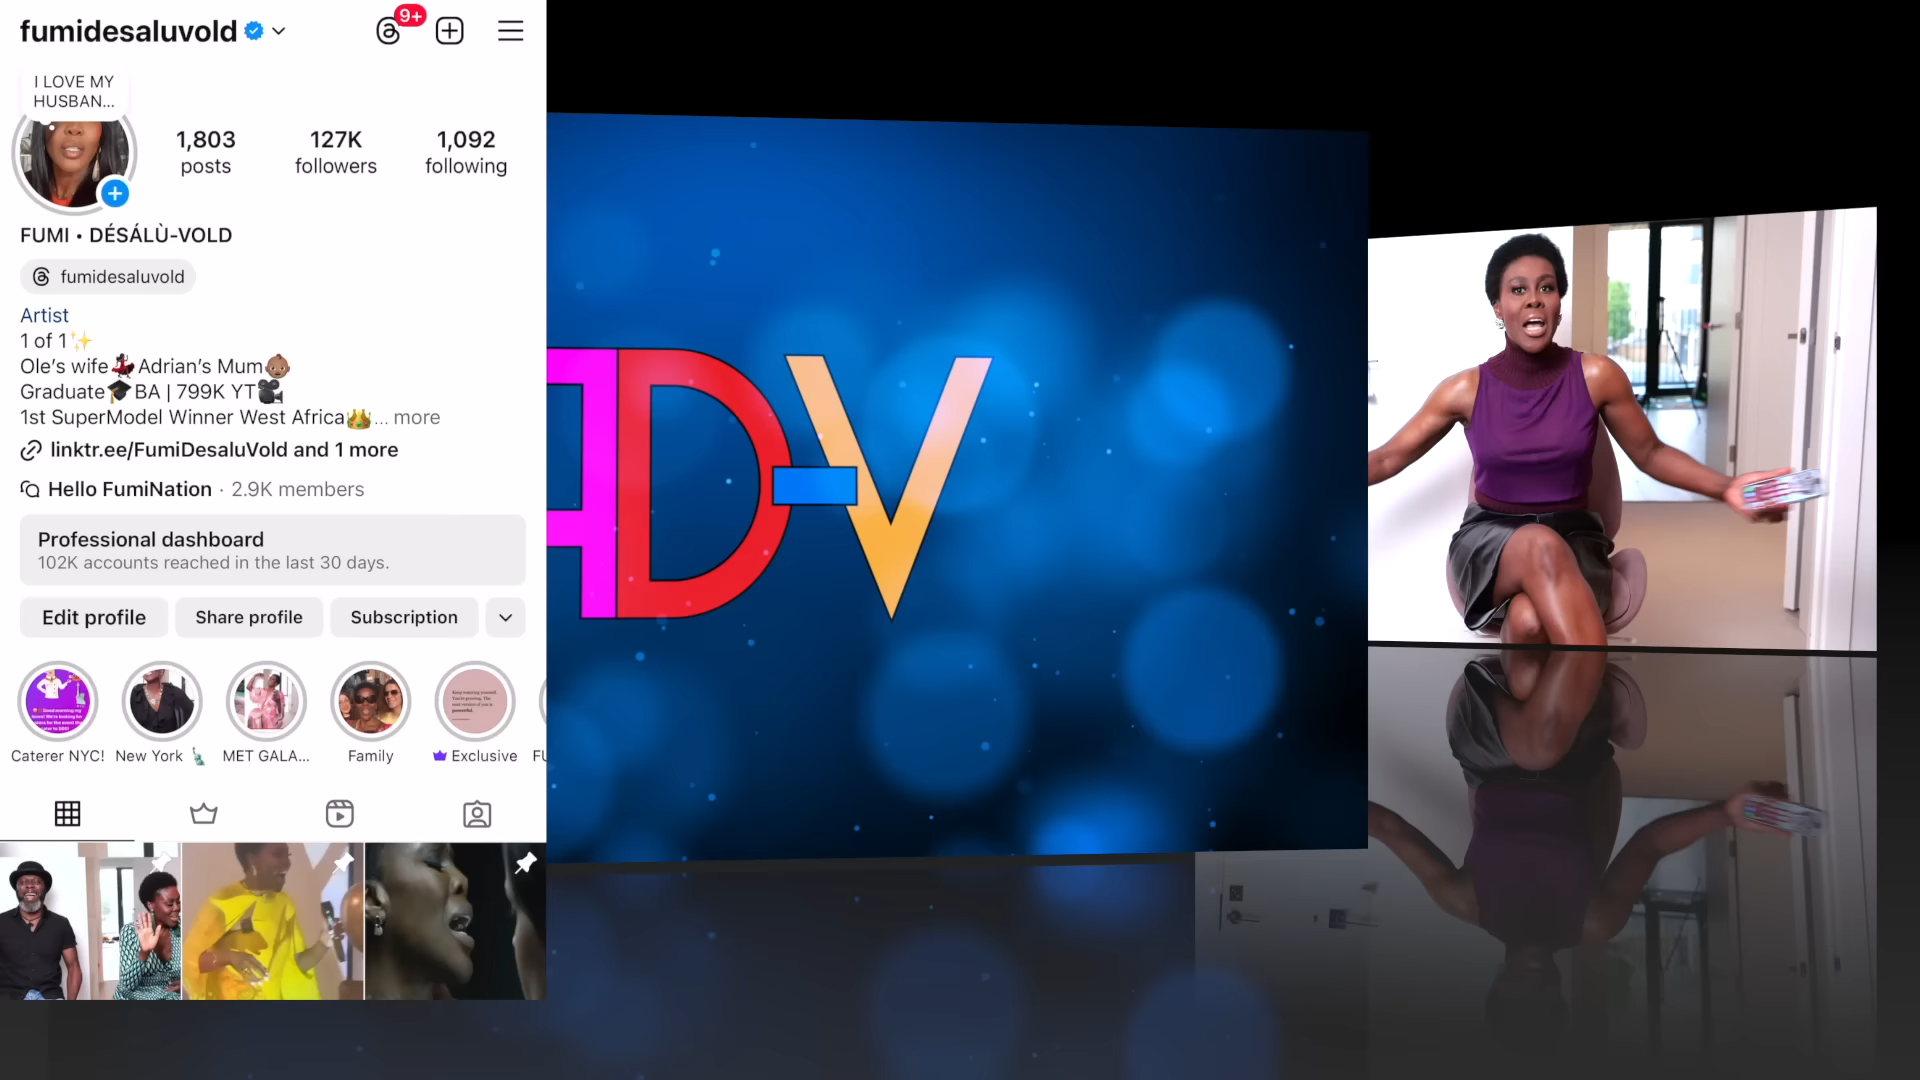 fumidesaluvold
9+
I LOVE MY
HUSBAN...
1,803
posts
127K
followers
1,092
following
FUMI • DÉSÁLÙ-VOLD
fumidesaluvold
Artist
1 of 1✨
Ole’s wife💃🏿Adrian’s Mum👶🏽
Graduate🎓BA | 799K YT🎥
1st SuperModel Winner West Africa👑... more
linktr.ee/FumiDesaluVold and 1 more
Hello FumiNation · 2.9K members
Professional dashboard
102K accounts reached in the last 30 days.
Edit profile
Share profile
Subscription
Caterer NYC!
New York 🗽
MET GALA...
Family
Exclusive
FU
D-V